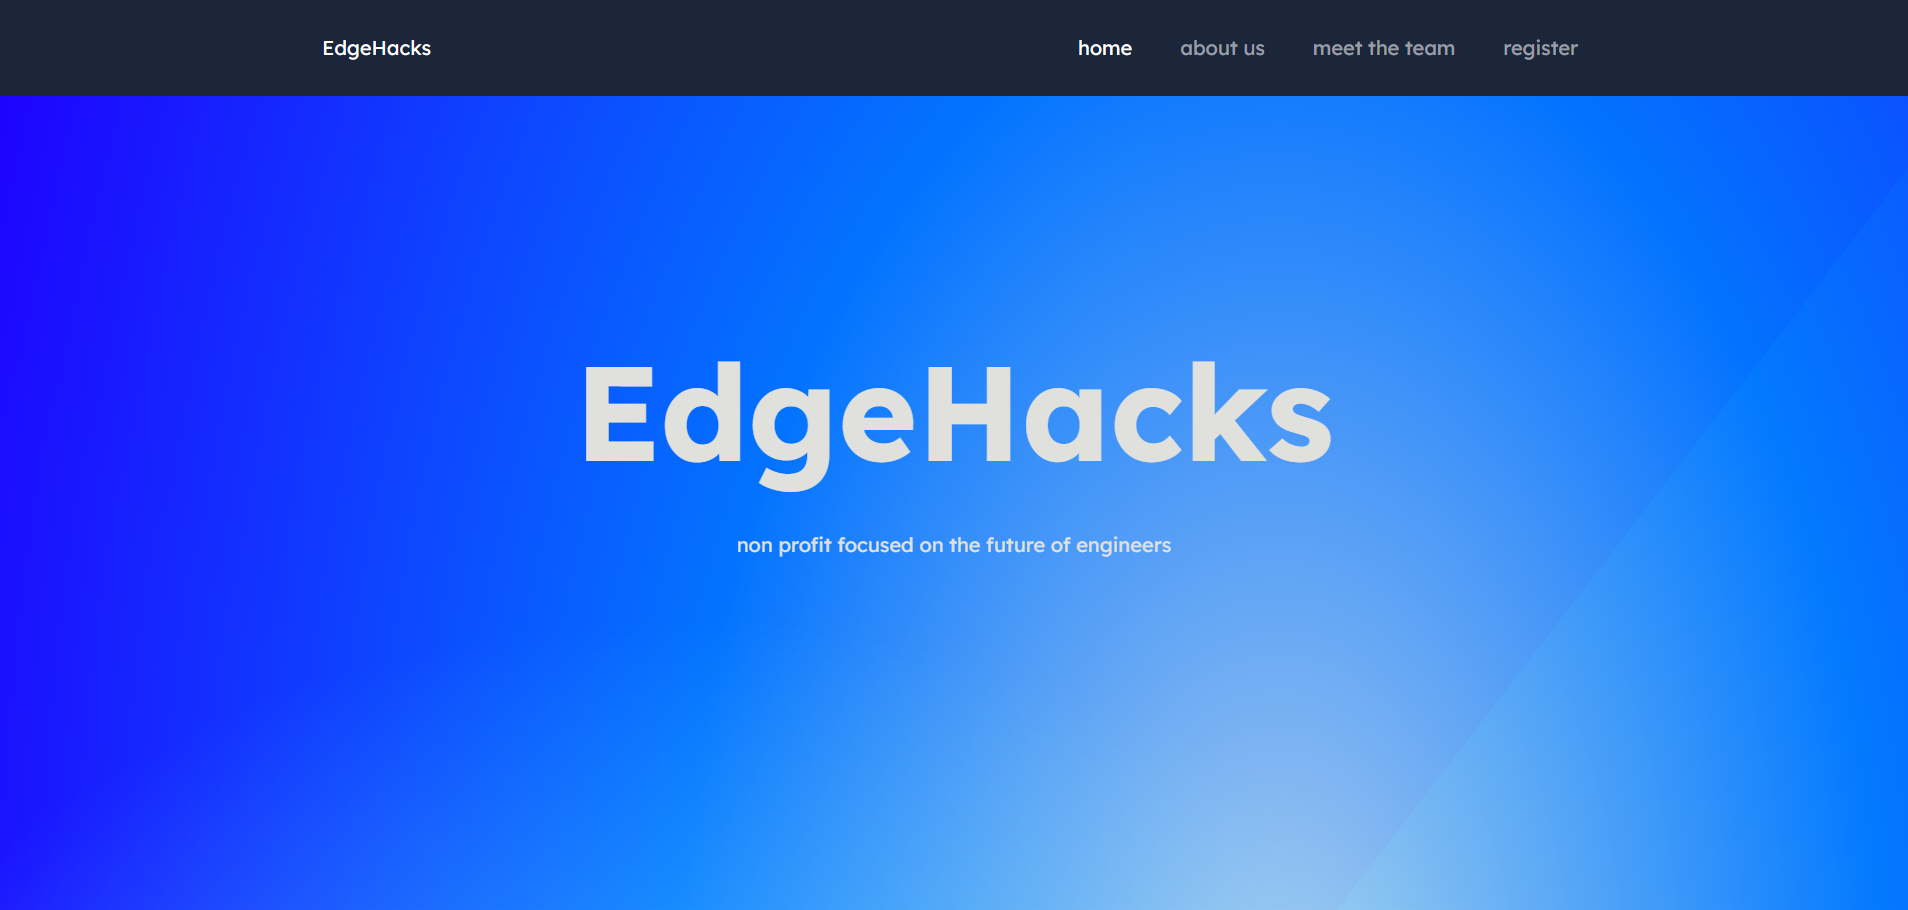 EdgeHacks home about us meet the team register
EdgeHacks
non profit focused on the future of engineers